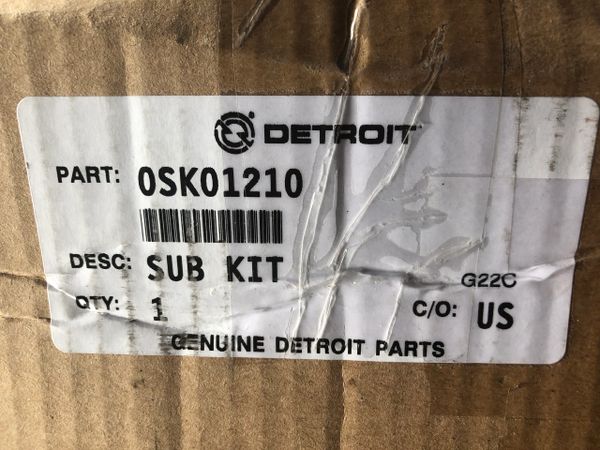 DETROIT
PART: 0SK01210
DESC: SUB KIT
G22C
QTY: 1
C/O: US
GENUINE DETROIT PARTS